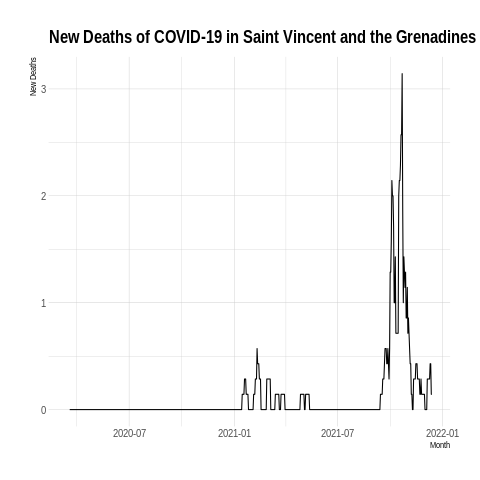 New Deaths of COVID-19 in Saint Vincent and the Grenadines
New Deaths
3
2
1
0
2020-07 2021-01 2021-07 2022-01
Month